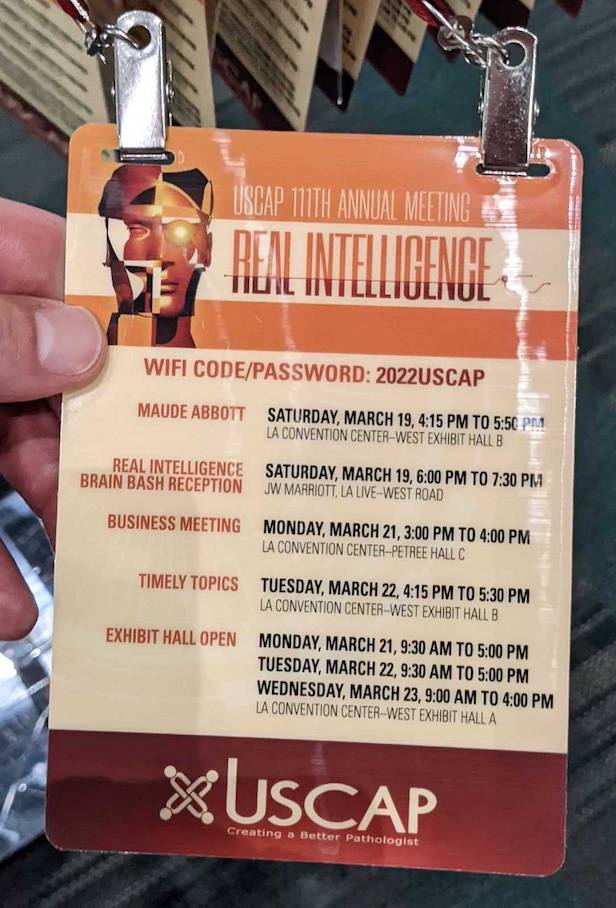 USCAP 111TH ANNUAL MEETING
REAL INTELLIGENCE
WIFI CODE/PASSWORD: 2022USCAP
MAUDE ABBOTT SATURDAY, MARCH 19, 4:15 PM TO 5:50 PM
LA CONVENTION CENTER–WEST EXHIBIT HALL B
REAL INTELLIGENCE SATURDAY, MARCH 19, 6:00 PM TO 7:30 PM
BRAIN BASH RECEPTION JW MARRIOTT, LA LIVE–WEST ROAD
BUSINESS MEETING MONDAY, MARCH 21, 3:00 PM TO 4:00 PM
LA CONVENTION CENTER–PETREE HALL C
TIMELY TOPICS TUESDAY, MARCH 22, 4:15 PM TO 5:30 PM
LA CONVENTION CENTER–WEST EXHIBIT HALL B
EXHIBIT HALL OPEN MONDAY, MARCH 21, 9:30 AM TO 5:00 PM
TUESDAY, MARCH 22, 9:30 AM TO 5:00 PM
WEDNESDAY, MARCH 23, 9:00 AM TO 4:00 PM
LA CONVENTION CENTER–WEST EXHIBIT HALL A
USCAP
Creating a Better Pathologist